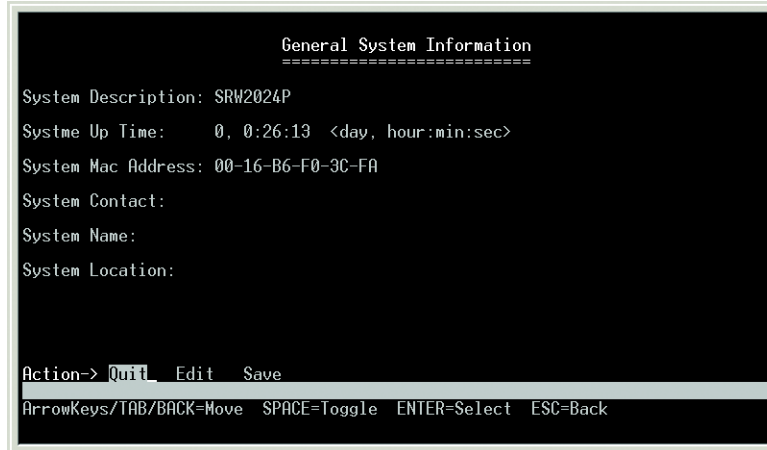 General System Information
==========================
System Description: SRW2024P
Systme Up Time: 0, 0:26:13 <day, hour:min:sec>
System Mac Address: 00-16-B6-F0-3C-FA
System Contact:
System Name:
System Location:
Action-> Quit_ Edit Save
ArrowKeys/TAB/BACK=Move SPACE=Toggle ENTER=Select ESC=Back